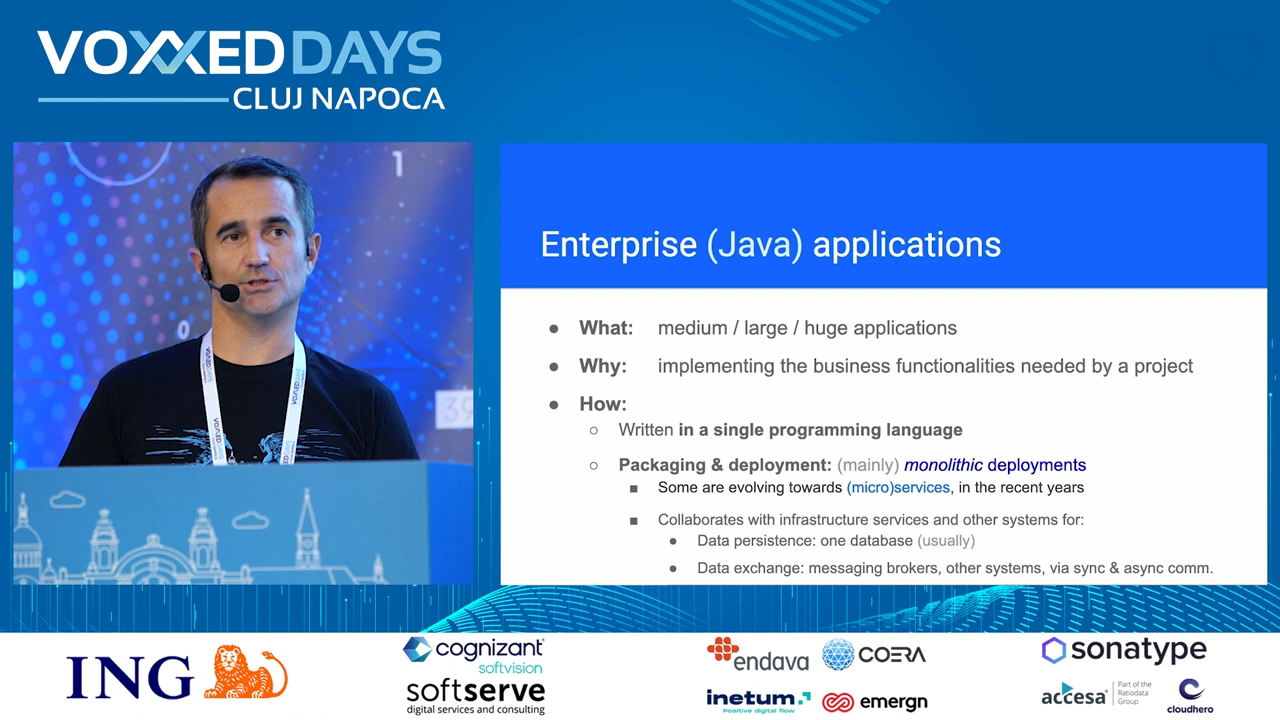 VOXXEDDAYS
CLUJ NAPOCA
1
0
39
Enterprise (Java) applications
● What: medium / large / huge applications
● Why: implementing the business functionalities needed by a project
● How:
○ Written in a single programming language
○ Packaging & deployment: (mainly) monolithic deployments
■ Some are evolving towards (micro)services, in the recent years
■ Collaborates with infrastructure services and other systems for:
● Data persistence: one database (usually)
● Data exchange: messaging brokers, other systems, via sync & async comm.
ING
cognizant
softvision
softserve
digital services and consulting
endava
COERA
inetum.
Positive digital flow
emergn
sonatype
accesa
Part of the
Ratiodata
Group
cloudhero